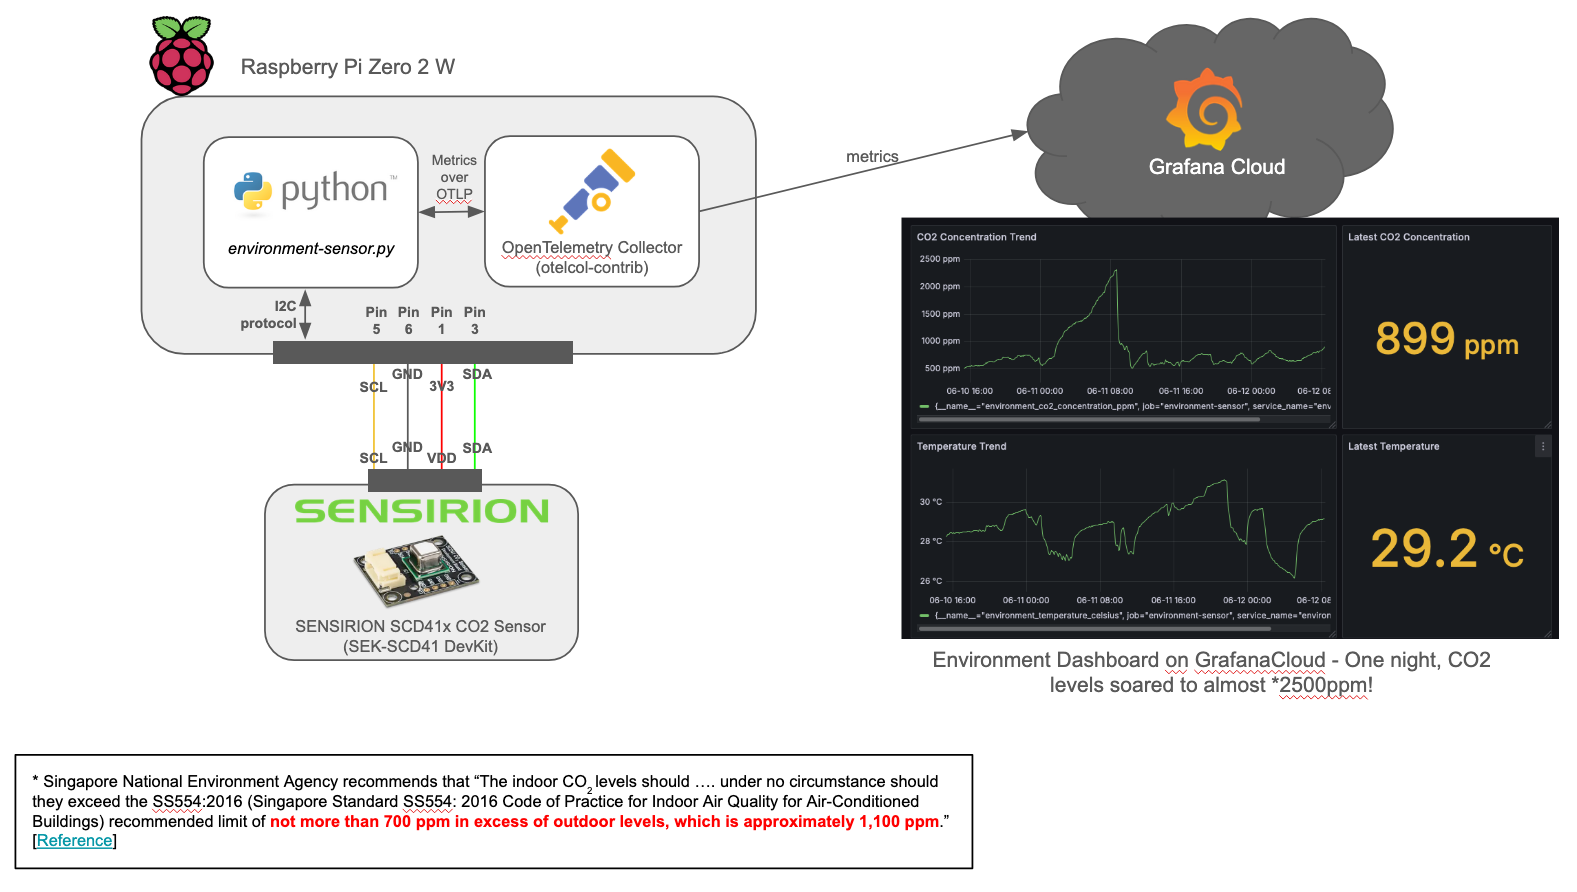 Raspberry Pi Zero 2 W
python™
environment-sensor.py
Metrics
over
OTLP
OpenTelemetry Collector
(otelcol-contrib)
metrics
Grafana Cloud
I2C
protocol
Pin
5
Pin
6
Pin
1
Pin
3
SCL
GND
3V3
SDA
SCL
GND
VDD
SDA
SENSIRION
SENSIRION SCD41x CO2 Sensor
(SEK-SCD41 DevKit)
CO2 Concentration Trend
2500 ppm
2000 ppm
1500 ppm
1000 ppm
500 ppm
06-10 16:00 06-11 00:00 06-11 08:00 06-11 16:00 06-12 00:00 06-12 08
{__name__="environment_co2_concentration_ppm", job="environment-sensor", service_name="env
Latest CO2 Concentration
899 ppm
Temperature Trend
30 °C
28 °C
26 °C
06-10 16:00 06-11 00:00 06-11 08:00 06-11 16:00 06-12 00:00 06-12 08
{__name__="environment_temperature_celsius", job="environment-sensor", service_name="environ
Latest Temperature
29.2 °C
Environment Dashboard on GrafanaCloud - One night, CO2
levels soared to almost *2500ppm!
* Singapore National Environment Agency recommends that “The indoor CO2 levels should …. under no circumstance should
they exceed the SS554:2016 (Singapore Standard SS554: 2016 Code of Practice for Indoor Air Quality for Air-Conditioned
Buildings) recommended limit of not more than 700 ppm in excess of outdoor levels, which is approximately 1,100 ppm.”
[Reference]